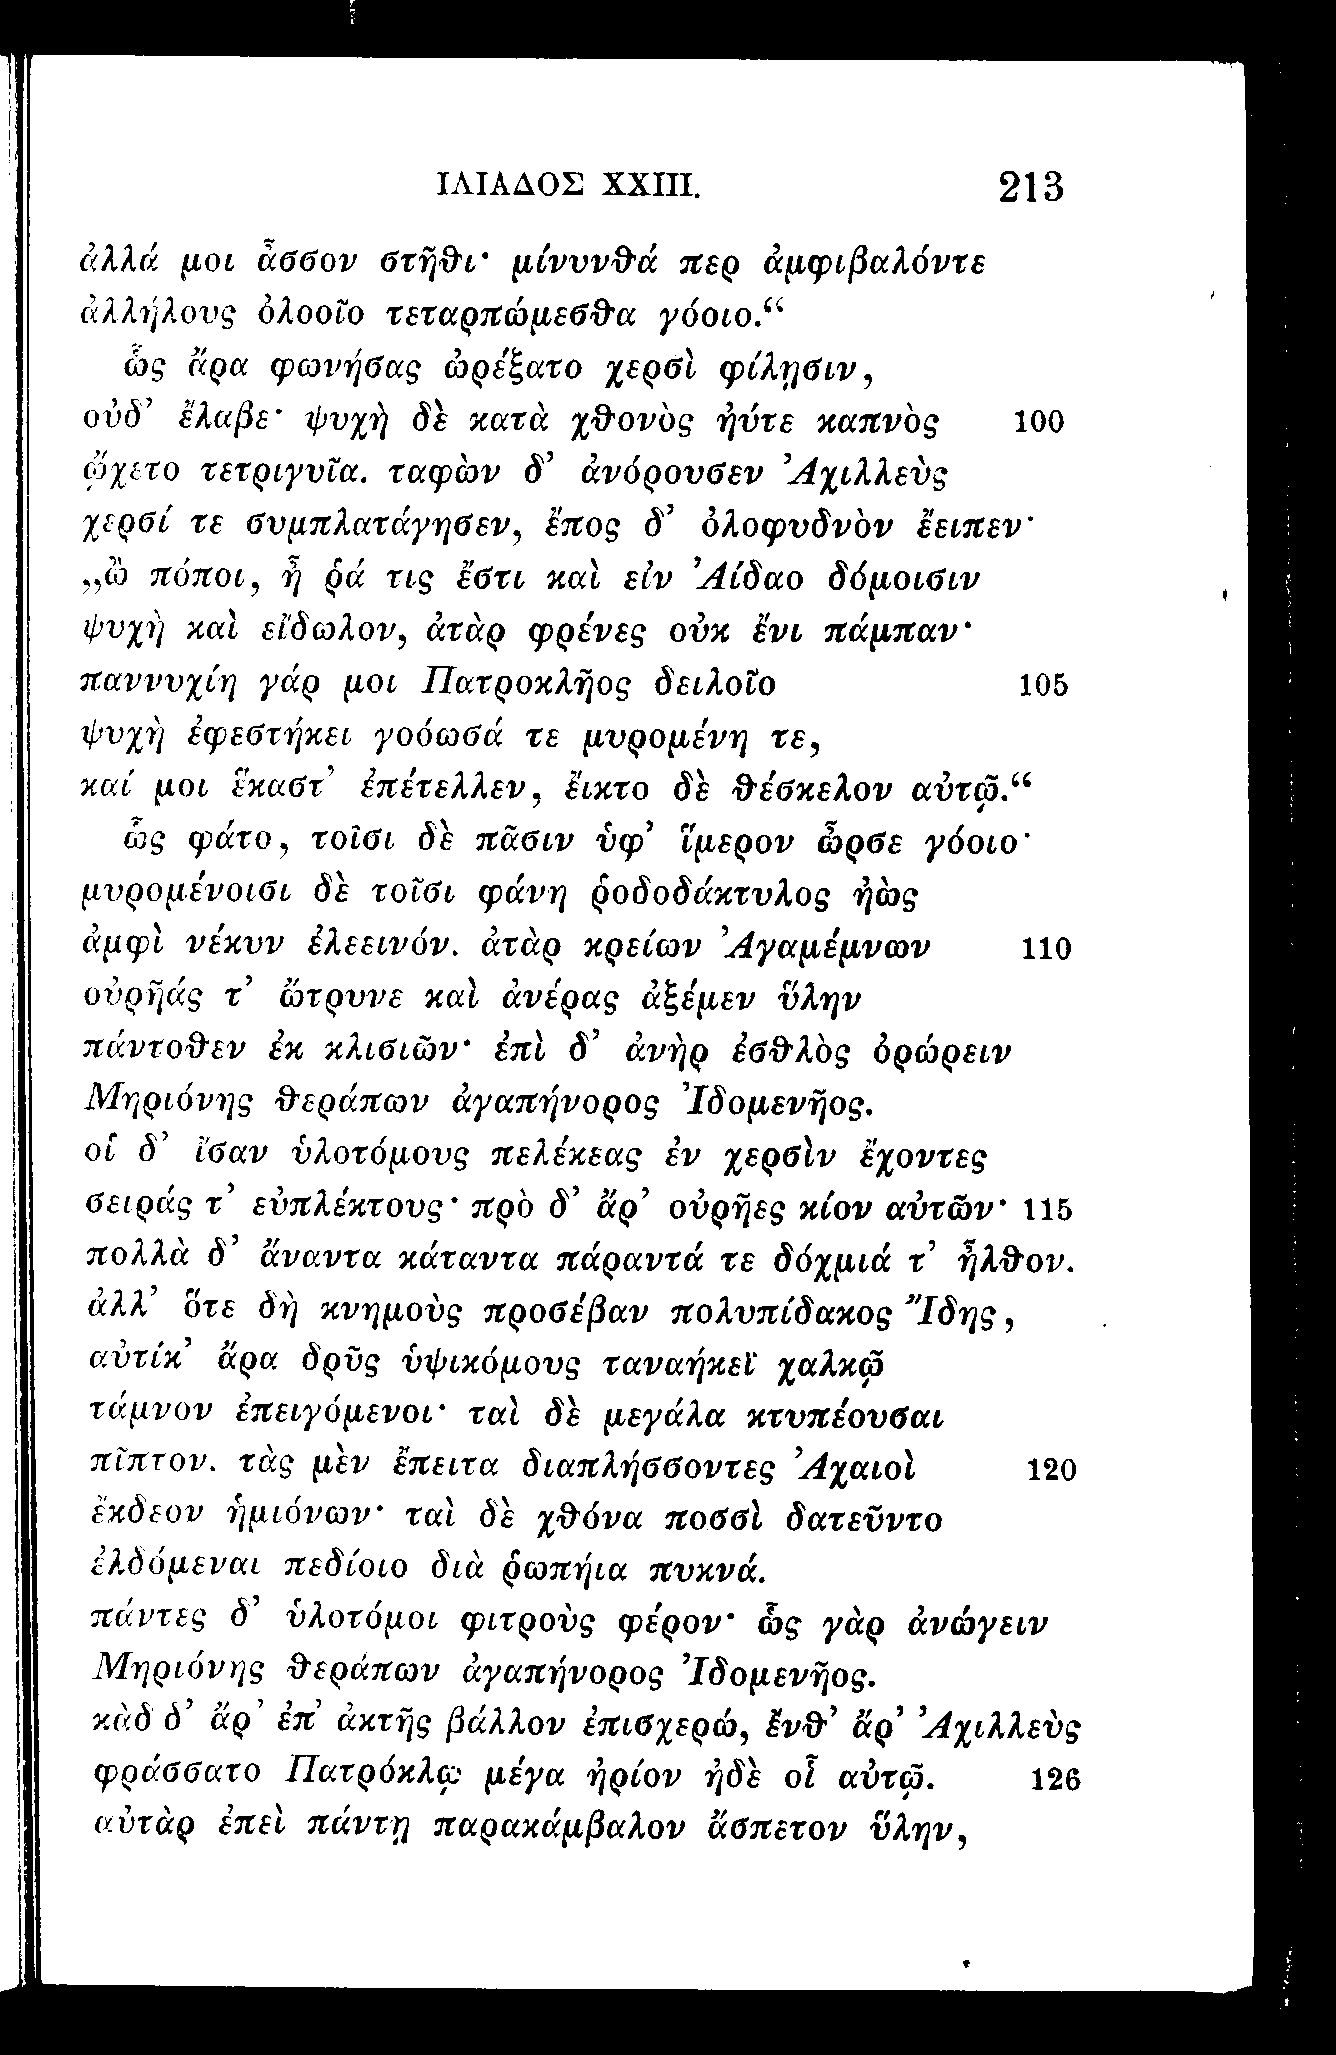 ΙΛΙΑΔΟΣ XXIII. 213
ἀλλά μοι ἆσσον στῆθι· μίνυνθά περ ἀμφιβαλόντε
ἀλλήλους ὀλοοῖο τεταρπώμεσθα γόοιο.“
ὣς ἄρα φωνήσας ὠρέξατο χερσὶ φίλῃσιν,
οὐδ’ ἔλαβε· ψυχὴ δὲ κατὰ χθονὸς ἠύτε καπνὸς 100
ᾤχετο τετριγυῖα. ταφὼν δ’ ἀνόρουσεν Ἀχιλλεὺς
χερσί τε συμπλατάγησεν, ἔπος δ’ ὀλοφυδνὸν ἔειπεν·
„ὢ πόποι, ἦ ῥά τις ἔστι καὶ εἰν Ἀίδαο δόμοισιν
ψυχὴ καὶ εἴδωλον, ἀτὰρ φρένες οὐκ ἔνι πάμπαν·
παννυχίη γάρ μοι Πατροκλῆος δειλοῖο 105
ψυχὴ ἐφεστήκει γοόωσά τε μυρομένη τε,
καί μοι ἕκαστ’ ἐπέτελλεν, ἔικτο δὲ θέσκελον αὐτῷ.“
ὣς φάτο, τοῖσι δὲ πᾶσιν ὑφ’ ἵμερον ὦρσε γόοιο·
μυρομένοισι δὲ τοῖσι φάνη ῥοδοδάκτυλος ἠὼς
ἀμφὶ νέκυν ἐλεεινόν. ἀτὰρ κρείων Ἀγαμέμνων 110
οὐρῆάς τ’ ὤτρυνε καὶ ἀνέρας ἀξέμεν ὕλην
πάντοθεν ἐκ κλισιῶν· ἐπὶ δ’ ἀνὴρ ἐσθλὸς ὀρώρειν
Μηριόνης θεράπων ἀγαπήνορος Ἰδομενῆος.
οἳ δ’ ἴσαν ὑλοτόμους πελέκεας ἐν χερσὶν ἔχοντες
σειράς τ’ εὐπλέκτους· πρὸ δ’ ἄρ’ οὐρῆες κίον αὐτῶν· 115
πολλὰ δ’ ἄναντα κάταντα πάραντά τε δόχμιά τ’ ἦλθον.
ἀλλ’ ὅτε δὴ κνημοὺς προσέβαν πολυπίδακος Ἴδης,
αὐτίκ’ ἄρα δρῦς ὑψικόμους ταναήκεϊ χαλκῷ
τάμνον ἐπειγόμενοι· ταὶ δὲ μεγάλα κτυπέουσαι
πῖπτον. τὰς μὲν ἔπειτα διαπλήσσοντες Ἀχαιοὶ 120
ἔκδεον ἡμιόνων· ταὶ δὲ χθόνα ποσσὶ δατεῦντο
ἐλδόμεναι πεδίοιο διὰ ῥωπήια πυκνά.
πάντες δ’ ὑλοτόμοι φιτροὺς φέρον· ὣς γὰρ ἀνώγειν
Μηριόνης θεράπων ἀγαπήνορος Ἰδομενῆος.
κὰδ δ’ ἄρ’ ἐπ’ ἀκτῆς βάλλον ἐπισχερώ, ἔνθ’ ἄρ’ Ἀχιλλεὺς
φράσσατο Πατρόκλῳ μέγα ἠρίον ἠδὲ οἷ αὐτῷ. 126
αὐτὰρ ἐπεὶ πάντῃ παρακάμβαλον ἄσπετον ὕλην,